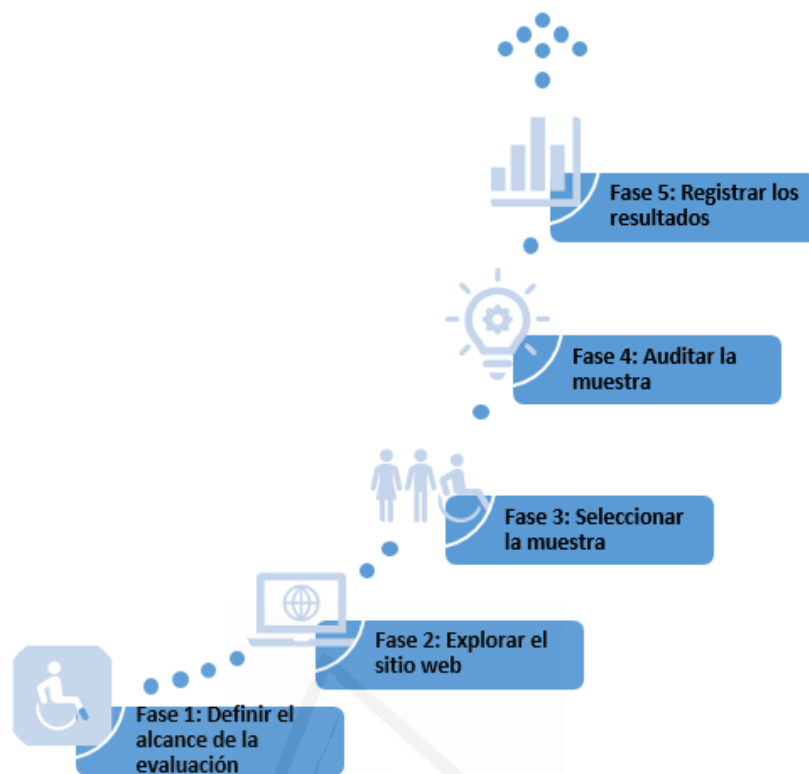 Fase 5: Registrar los
resultados
Fase 4: Auditar la
muestra
Fase 3: Seleccionar
la muestra
Fase 2: Explorar el
sitio web
Fase 1: Definir el
alcance de la
evaluación